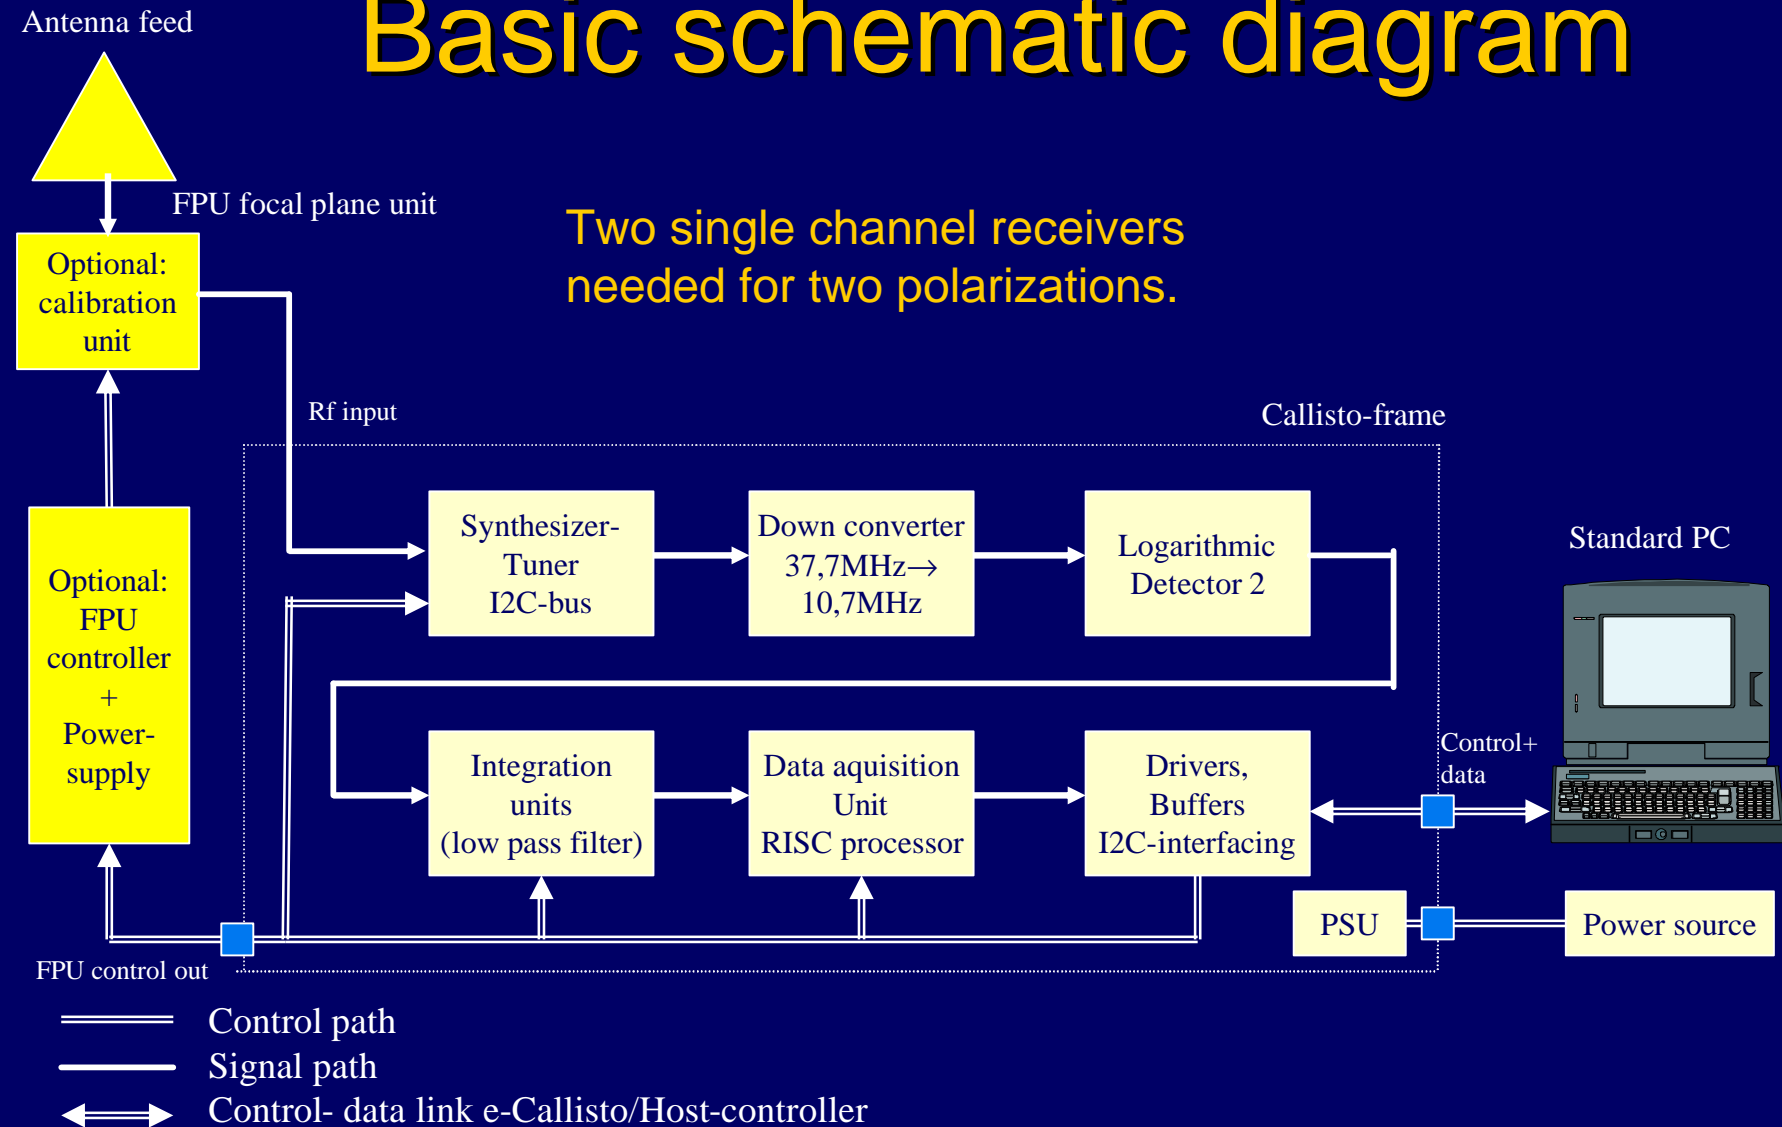 Basic schematic diagram
Antenna feed
FPU focal plane unit
Two single channel receivers
needed for two polarizations.
Optional:
calibration
unit
Rf input
Callisto-frame
Synthesizer-
Tuner
I2C-bus
Down converter
37,7MHz→
10,7MHz
Logarithmic
Detector 2
Standard PC
Optional:
FPU
controller
+
Power-
supply
Integration
units
(low pass filter)
Data aquisition
Unit
RISC processor
Drivers,
Buffers
I2C-interfacing
Control+
data
PSU
Power source
FPU control out
Control path
Signal path
Control- data link e-Callisto/Host-controller